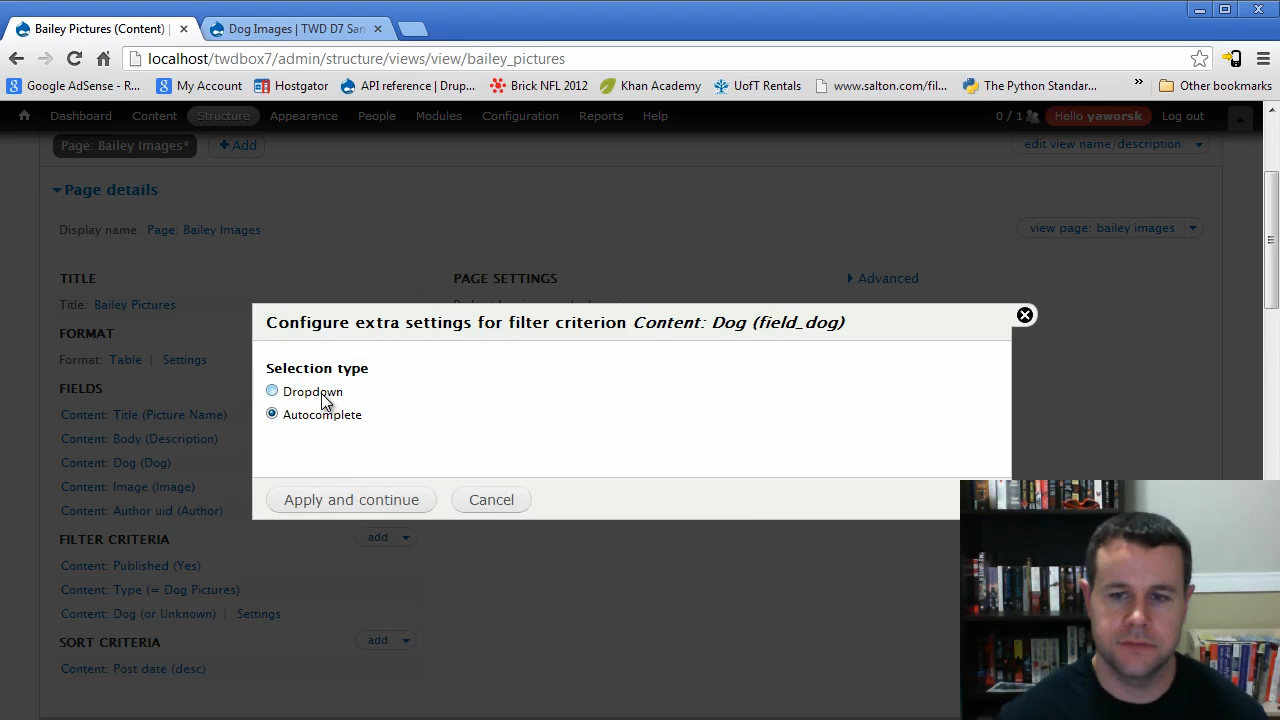 Bailey Pictures (Content) |
Dog Images | TWD D7 San
localhost/twdbox7/admin/structure/views/view/bailey_pictures
Google AdSense - R... My Account Hostgator API reference | Drup... Brick NFL 2012 Khan Academy UofT Rentals www.salton.com/fil... The Python Standar... » Other bookmarks
Dashboard Content Structure Appearance People Modules Configuration Reports Help 0 / 1 Hello yaworsk Log out
Page: Bailey Images* + Add edit view name/description
Page details
Display name: Page: Bailey Images view page: bailey images
TITLE PAGE SETTINGS Advanced
Title: Bailey Pictures
FORMAT
Format: Table | Settings
FIELDS
Content: Title (Picture Name)
Content: Body (Description)
Content: Dog (Dog)
Content: Image (Image)
Content: Author uid (Author)
FILTER CRITERIA add
Content: Published (Yes)
Content: Type (= Dog Pictures)
Content: Dog (or Unknown) | Settings
SORT CRITERIA add
Content: Post date (desc)
Configure extra settings for filter criterion Content: Dog (field_dog)
Selection type
Dropdown
Autocomplete
Apply and continue Cancel